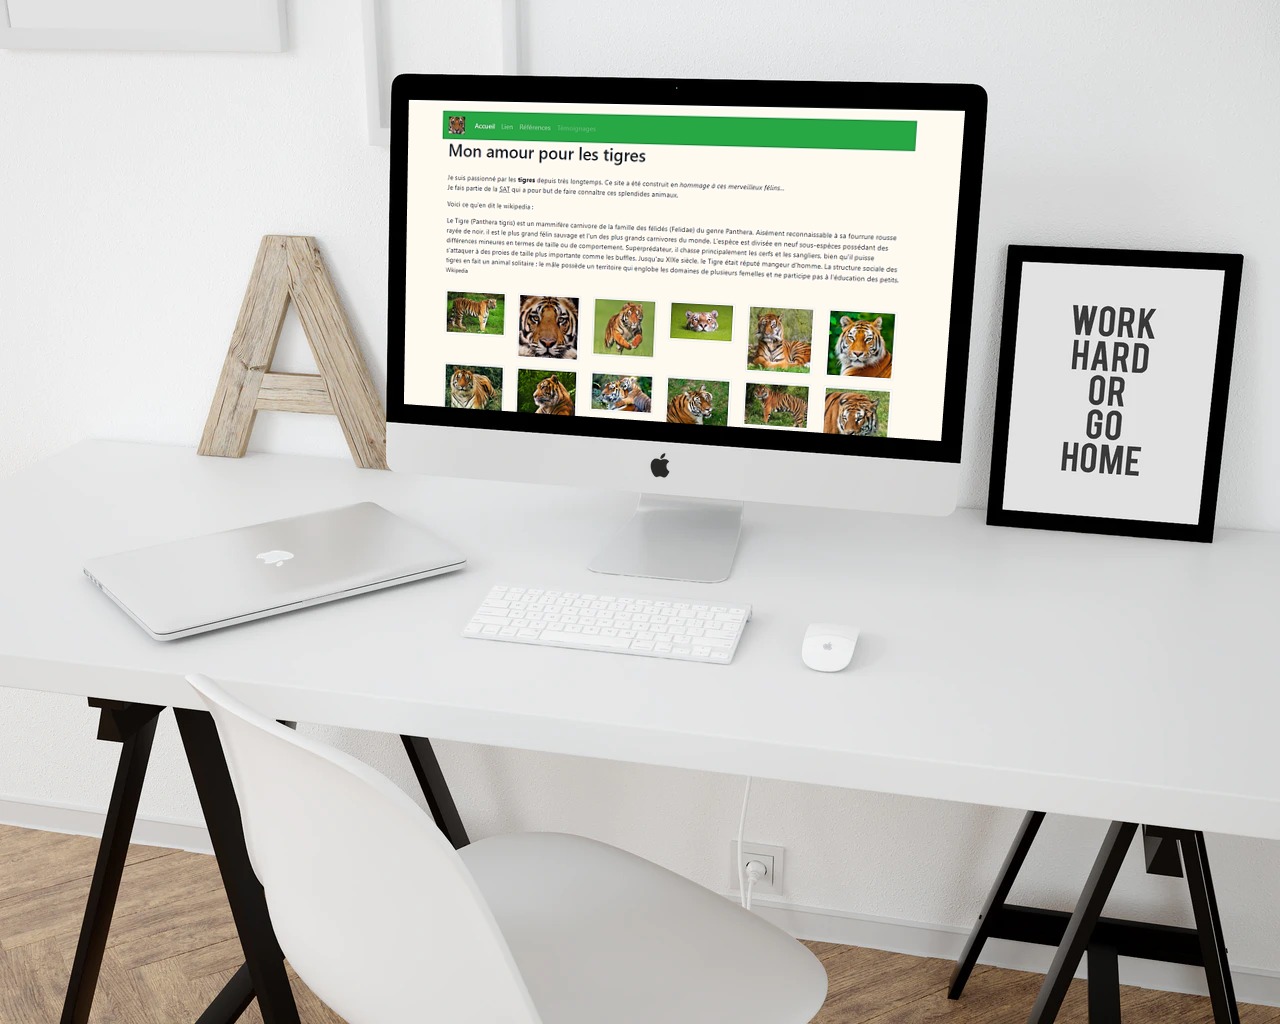 Accueil Lien Références Témoignages
Mon amour pour les tigres
Je suis passionné par les tigres depuis très longtemps. Ce site a été construit en hommage à ces merveilleux félins...
Je fais partie de la SAT qui a pour but de faire connaître ces splendides animaux.
Voici ce qu'en dit le wikipedia :
Le Tigre (Panthera tigris) est un mammifère carnivore de la famille des félidés (Felidae) du genre Panthera. Aisément reconnaissable à sa fourrure rousse
rayée de noir, il est le plus grand félin sauvage et l'un des plus grands carnivores du monde. L'espèce est divisée en neuf sous-espèces possédant des
différences mineures en termes de taille ou de comportement. Superprédateur, il chasse principalement les cerfs et les sangliers, bien qu'il puisse
s'attaquer à des proies de taille plus importante comme les buffles. Jusqu'au XIXe siècle, le Tigre était réputé mangeur d'homme. La structure sociale des
tigres en fait un animal solitaire : le mâle possède un territoire qui englobe les domaines de plusieurs femelles et ne participe pas à l'éducation des petits.
Wikipedia
WORK
HARD
OR
GO
HOME
A